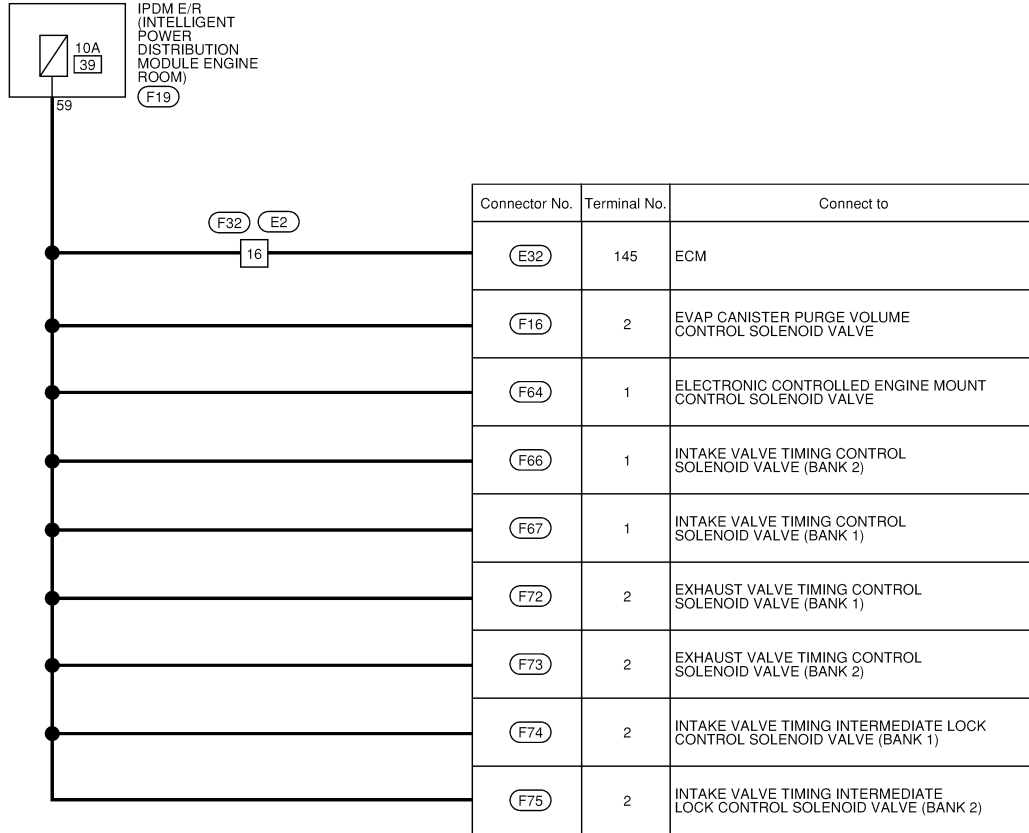 IPDM E/R
(INTELLIGENT
POWER
DISTRIBUTION
MODULE ENGINE
ROOM)
10A
39
F19
59
Connector No. Terminal No. Connect to
F32 E2
16
E32 145 ECM
F16 2 EVAP CANISTER PURGE VOLUME
CONTROL SOLENOID VALVE
F64 1 ELECTRONIC CONTROLLED ENGINE MOUNT
CONTROL SOLENOID VALVE
F66 1 INTAKE VALVE TIMING CONTROL
SOLENOID VALVE (BANK 2)
F67 1 INTAKE VALVE TIMING CONTROL
SOLENOID VALVE (BANK 1)
F72 2 EXHAUST VALVE TIMING CONTROL
SOLENOID VALVE (BANK 1)
F73 2 EXHAUST VALVE TIMING CONTROL
SOLENOID VALVE (BANK 2)
F74 2 INTAKE VALVE TIMING INTERMEDIATE LOCK
CONTROL SOLENOID VALVE (BANK 1)
F75 2 INTAKE VALVE TIMING INTERMEDIATE
LOCK CONTROL SOLENOID VALVE (BANK 2)